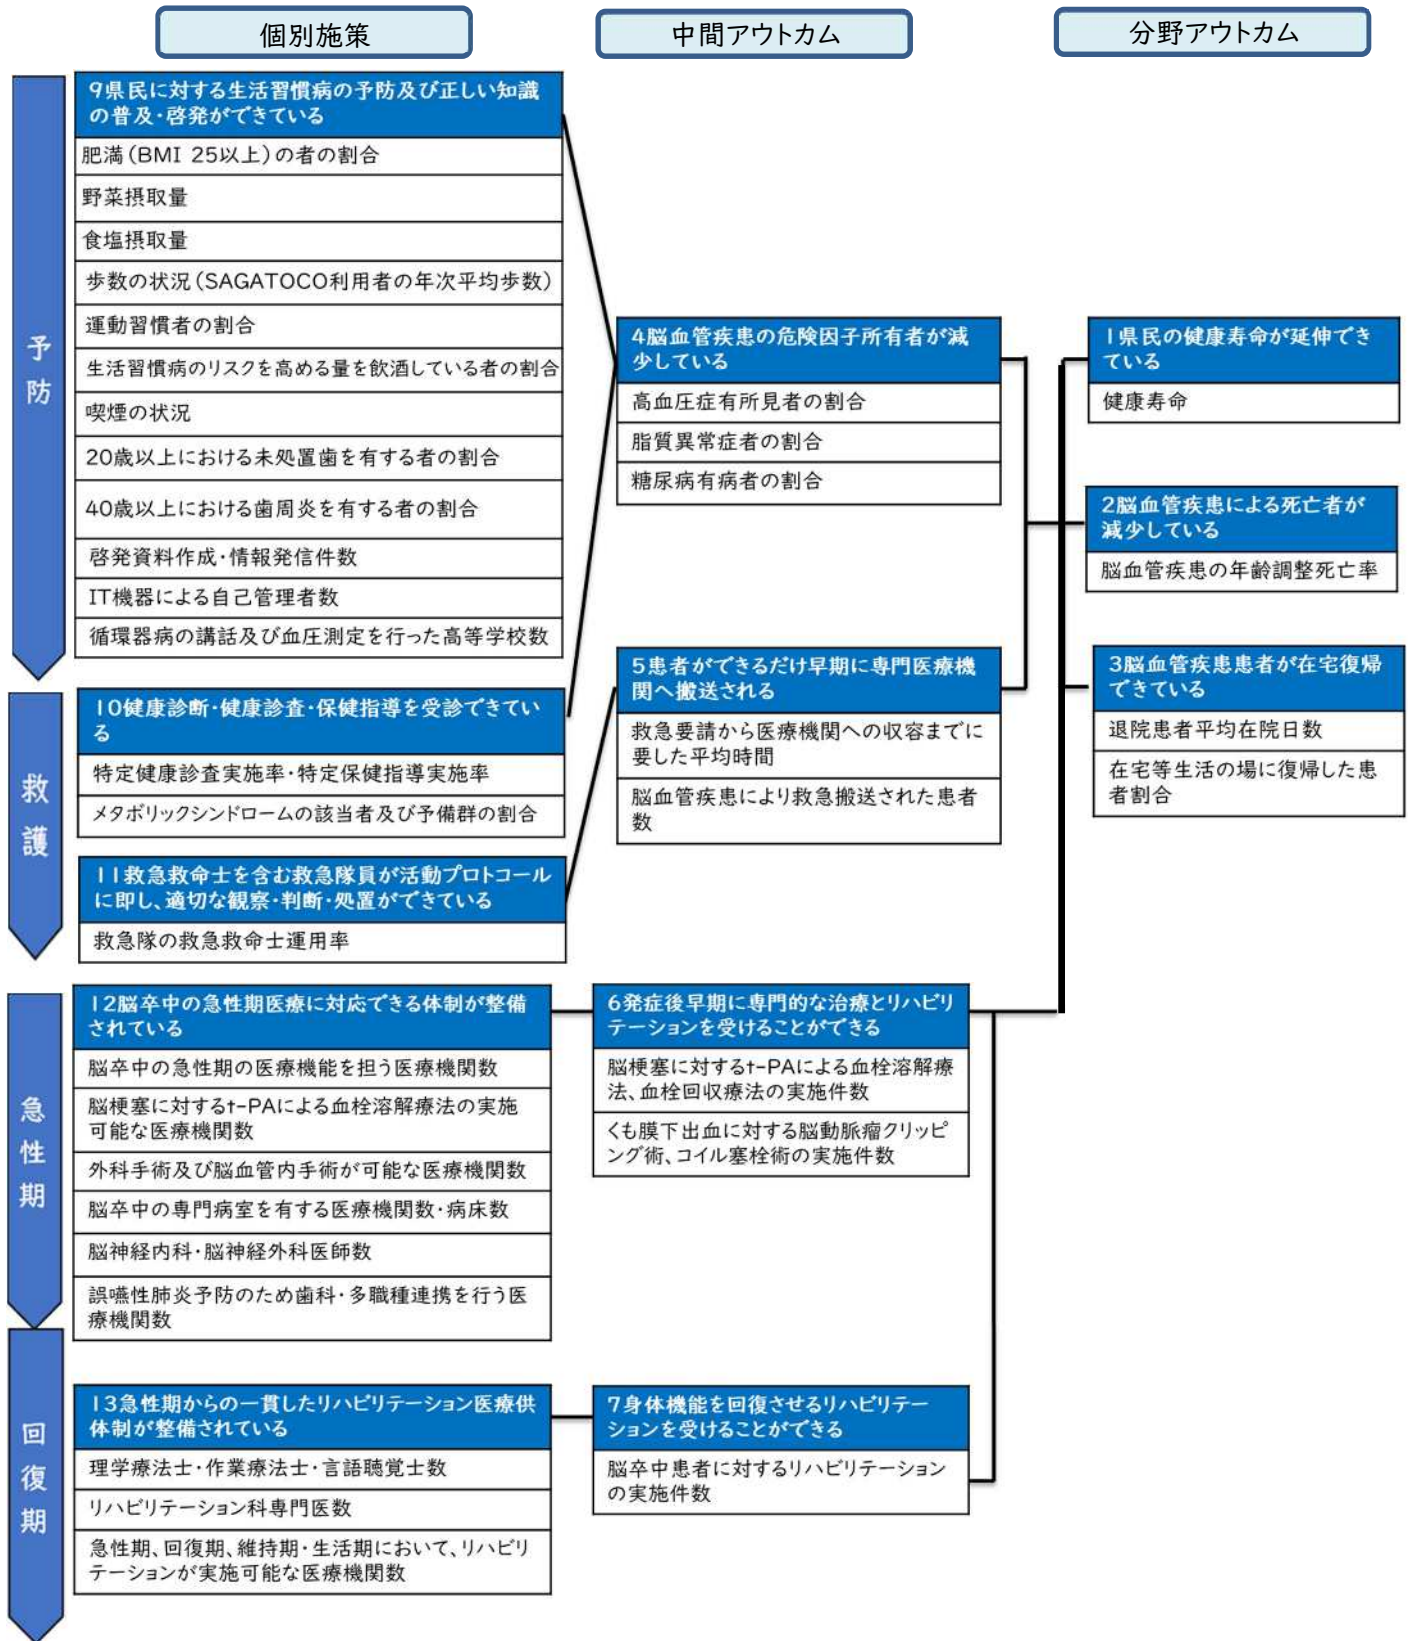 個別施策
中間アウトカム
分野アウトカム
予防
9県民に対する生活習慣病の予防及び正しい知識
の普及・啓発ができている
肥満(BMI 25以上)の者の割合
野菜摂取量
食塩摂取量
歩数の状況(SAGATOCO利用者の年次平均歩数)
運動習慣者の割合
生活習慣病のリスクを高める量を飲酒している者の割合
喫煙の状況
20歳以上における未処置歯を有する者の割合
40歳以上における歯周炎を有する者の割合
啓発資料作成・情報発信件数
IT機器による自己管理者数
循環器病の講話及び血圧測定を行った高等学校数
救護
10健康診断・健康診査・保健指導を受診できてい
る
特定健康診査実施率・特定保健指導実施率
メタボリックシンドロームの該当者及び予備群の割合
11救急救命士を含む救急隊員が活動プロトコール
に即し、適切な観察・判断・処置ができている
救急隊の救急救命士運用率
4脳血管疾患の危険因子所有者が減
少している
高血圧症有所見者の割合
脂質異常症者の割合
糖尿病有病者の割合
5患者ができるだけ早期に専門医療機
関へ搬送される
救急要請から医療機関への収容までに
要した平均時間
脳血管疾患により救急搬送された患者
数
1県民の健康寿命が延伸でき
ている
健康寿命
2脳血管疾患による死亡者が
減少している
脳血管疾患の年齢調整死亡率
3脳血管疾患患者が在宅復帰
できている
退院患者平均在院日数
在宅等生活の場に復帰した患
者割合
急性期
12脳卒中の急性期医療に対応できる体制が整備
されている
脳卒中の急性期の医療機能を担う医療機関数
脳梗塞に対するt-PAによる血栓溶解療法の実施
可能な医療機関数
外科手術及び脳血管内手術が可能な医療機関数
脳卒中の専門病室を有する医療機関数・病床数
脳神経内科・脳神経外科医師数
誤嚥性肺炎予防のため歯科・多職種連携を行う医
療機関数
6発症後早期に専門的な治療とリハビリ
テーションを受けることができる
脳梗塞に対するt-PAによる血栓溶解療
法、血栓回収療法の実施件数
くも膜下出血に対する脳動脈瘤クリッピ
ング術、コイル塞栓術の実施件数
回復期
13急性期からの一貫したリハビリテーション医療供
体制が整備されている
理学療法士・作業療法士・言語聴覚士数
リハビリテーション科専門医数
急性期、回復期、維持期・生活期において、リハビリ
テーションが実施可能な医療機関数
7身体機能を回復させるリハビリテー
ションを受けることができる
脳卒中患者に対するリハビリテーション
の実施件数